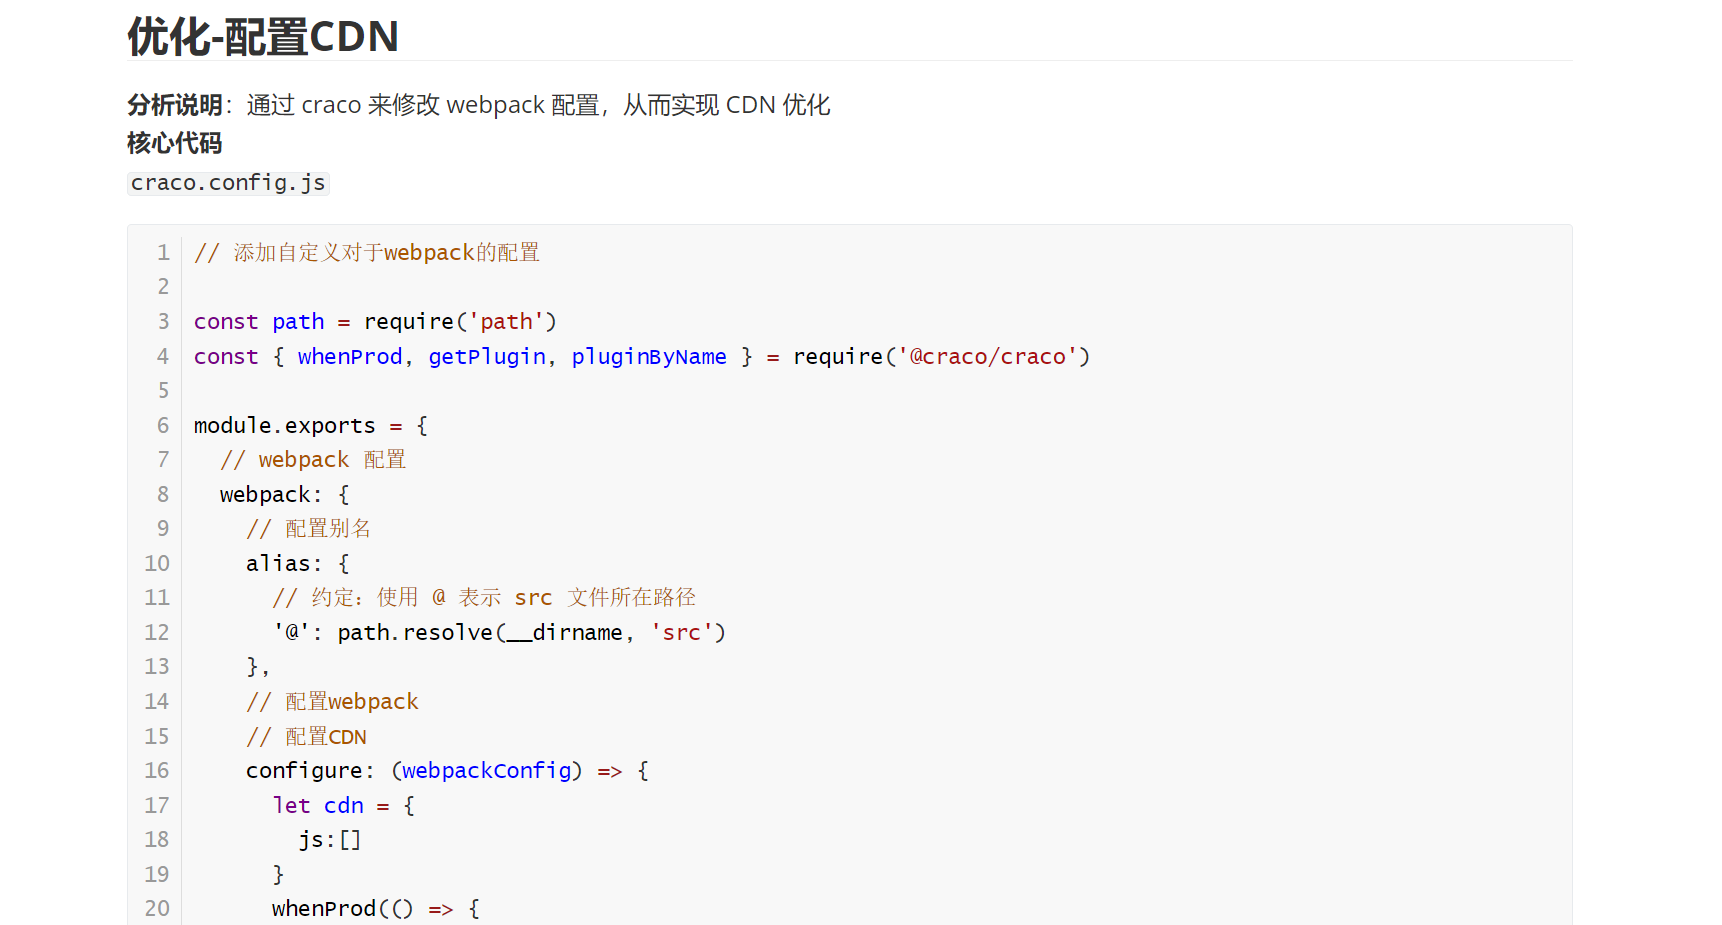 优化-配置CDN
分析说明：通过 craco 来修改 webpack 配置，从而实现 CDN 优化
核心代码
craco.config.js
1 // 添加自定义对于webpack的配置
2
3 const path = require('path')
4 const { whenProd, getPlugin, pluginByName } = require('@craco/craco')
5
6 module.exports = {
7   // webpack 配置
8   webpack: {
9     // 配置别名
10     alias: {
11       // 约定：使用 @ 表示 src 文件所在路径
12       '@': path.resolve(__dirname, 'src')
13     },
14     // 配置webpack
15     // 配置CDN
16     configure: (webpackConfig) => {
17       let cdn = {
18         js:[]
19       }
20       whenProd(() => {